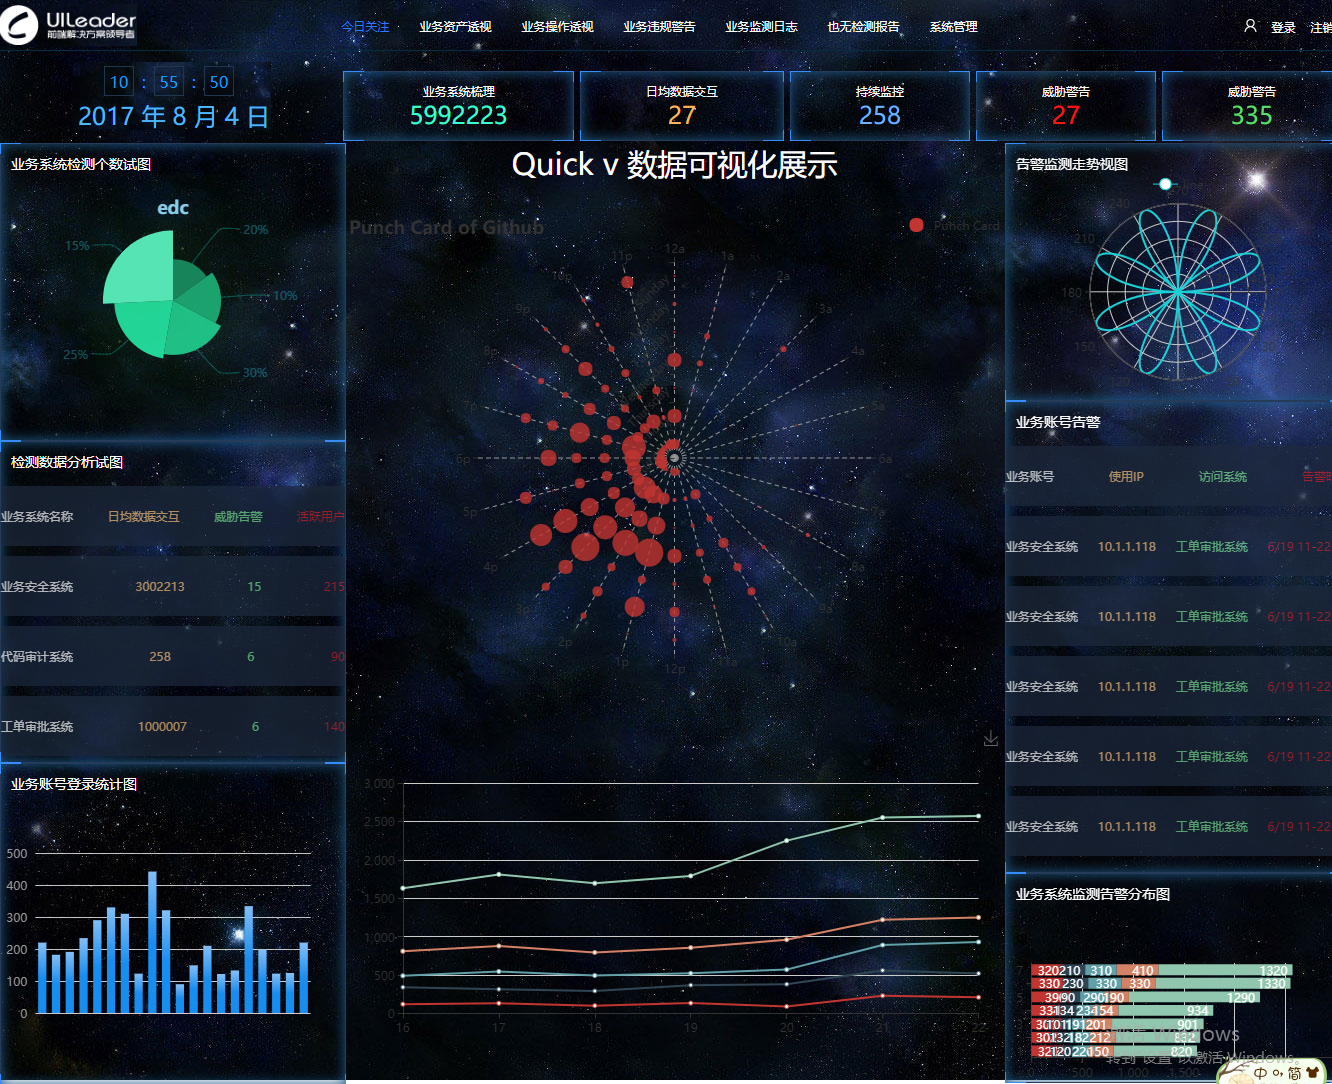 UILeader
前端解决方案领导者
今日关注 业务资产透视 业务操作透视 业务违规警告 业务监测日志 也无检测报告 系统管理
登录 注销
10 : 55 : 50
2017 年 8 月 4 日
业务系统梳理
5992223
日均数据交互
27
持续监控
258
威胁警告
27
威胁警告
335
业务系统检测个数试图
edc
15%
20%
10%
25%
30%
检测数据分析试图
业务系统名称 日均数据交互 威胁告警 活跃用户
业务安全系统 3002213 15 215
代码审计系统 258 6 90
工单审批系统 1000007 6 140
业务账号登录统计图
500
400
300
200
100
0
Quick v 数据可视化展示
Punch Card of Github
Punch Card
12a
1a
2a
3a
4a
5a
6a
7a
8a
9a
10a
11a
12p
1p
2p
3p
4p
5p
6p
7p
8p
9p
10p
11p
3,000
2,500
2,000
1,500
1,000
500
0
16 17 18 19 20 21 22
告警监测走势视图
line
240
210
180
150
业务账号告警
业务账号 使用IP 访问系统
业务安全系统 10.1.1.118 工单审批系统 6/19 11-22
业务安全系统 10.1.1.118 工单审批系统 6/19 11-22
业务安全系统 10.1.1.118 工单审批系统 6/19 11-22
业务安全系统 10.1.1.118 工单审批系统 6/19 11-22
业务安全系统 10.1.1.118 工单审批系统 6/19 11-22
业务系统监测告警分布图
320 210 310 410 1320
330 230 330 330 1330
390 90 290 190 1290
334 134 234 154 934
301 101 191 201 901
302 132 182 212 832
320 120 220 150 820
0 500 1,000 1,500
激活 Windows
转到"设置"以激活 Windows。
中 简